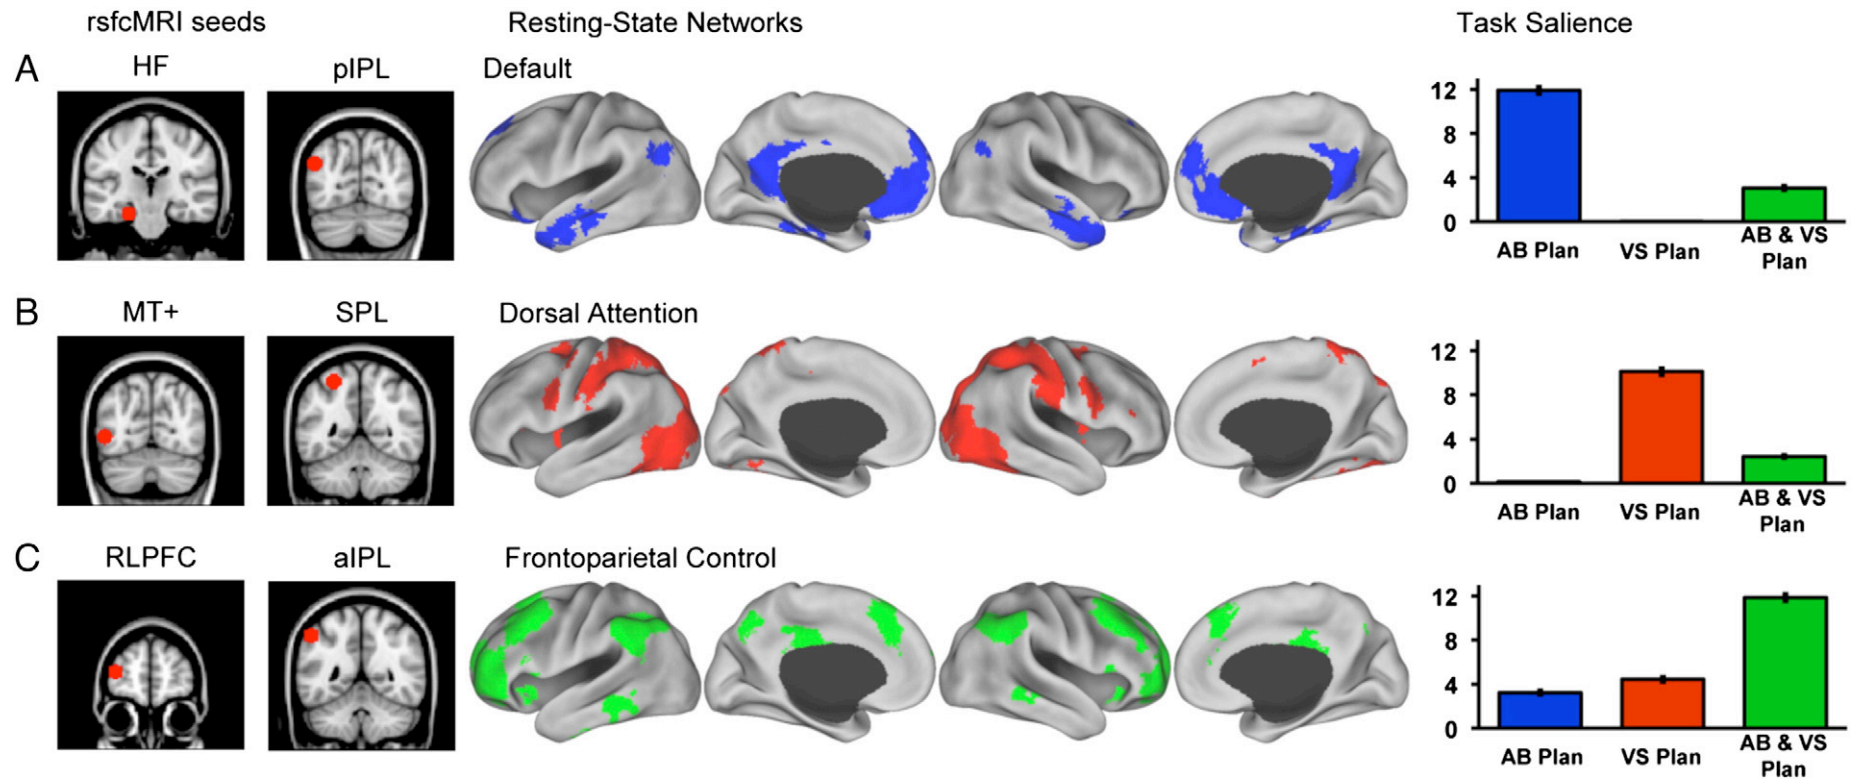 rsfcMRI seeds
Resting-State Networks
Task Salience
A
HF
pIPL
Default
12
8
4
0
AB Plan
VS Plan
AB & VS
Plan
B
MT+
SPL
Dorsal Attention
12
8
4
0
AB Plan
VS Plan
AB & VS
Plan
C
RLPFC
aIPL
Frontoparietal Control
12
8
4
0
AB Plan
VS Plan
AB & VS
Plan